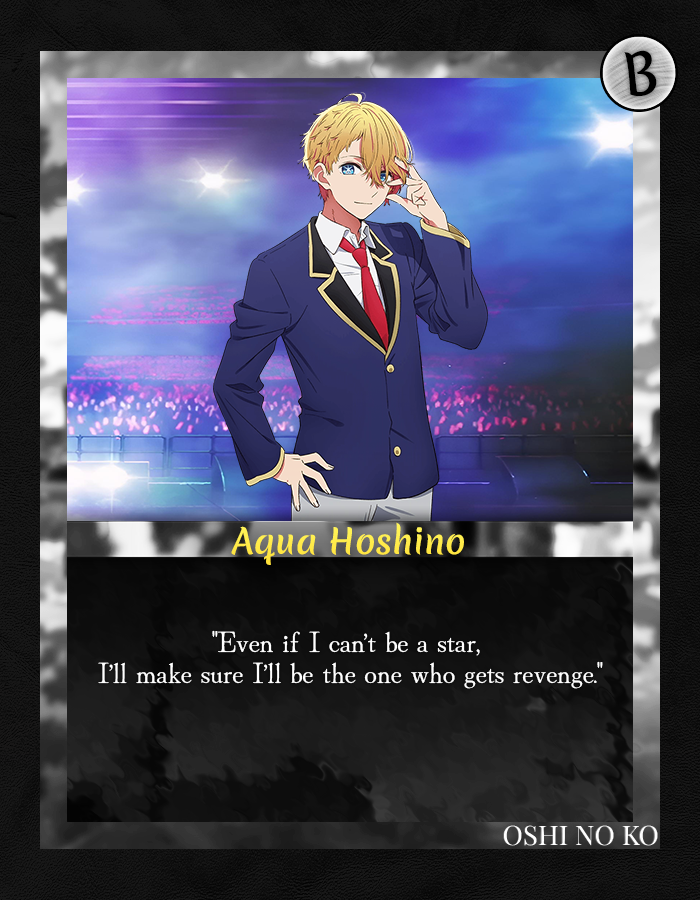 B
Aqua Hoshino
"Even if I can't be a star,
I'll make sure I'll be the one who gets revenge."
OSHI NO KO